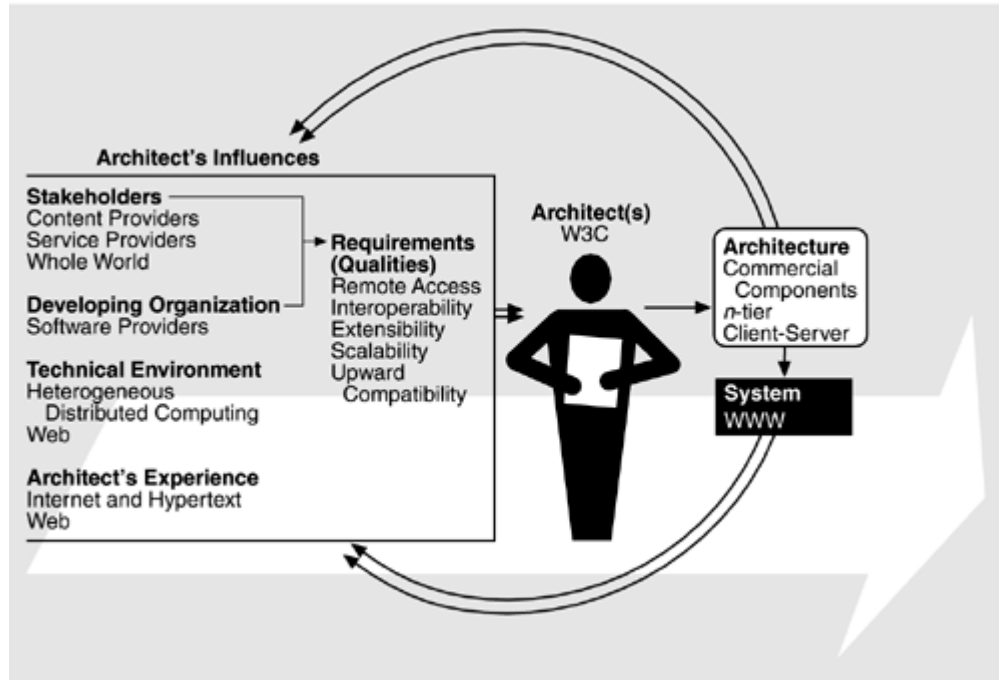 Architect's Influences
Stakeholders
Content Providers
Service Providers
Whole World
Developing Organization
Software Providers
Technical Environment
Heterogeneous
Distributed Computing
Web
Architect's Experience
Internet and Hypertext
Web
Requirements
(Qualities)
Remote Access
Interoperability
Extensibility
Scalability
Upward
Compatibility
Architect(s)
W3C
Architecture
Commercial
Components
n-tier
Client-Server
System
WWW